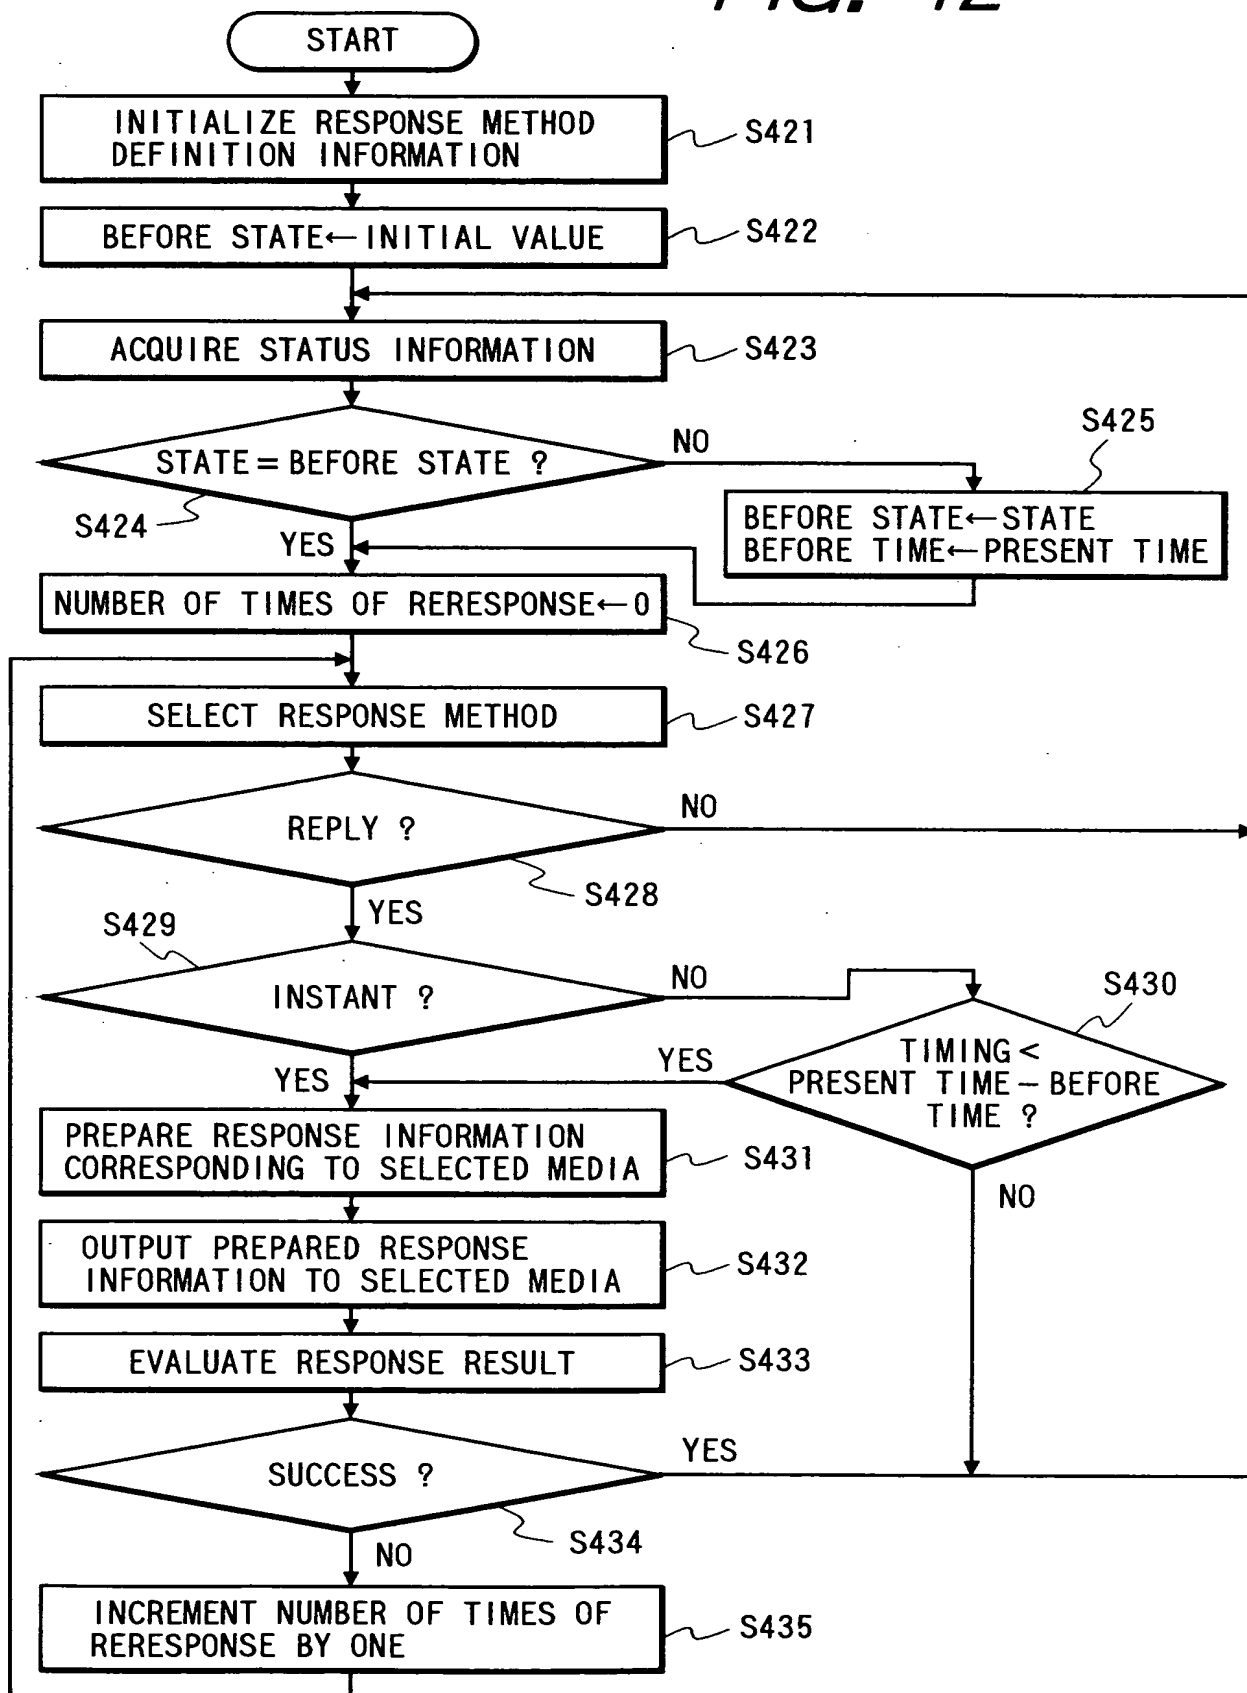 FIG. 42
START
INITIALIZE RESPONSE METHOD
DEFINITION INFORMATION
S421
BEFORE STATE←INITIAL VALUE
S422
ACQUIRE STATUS INFORMATION
S423
STATE=BEFORE STATE ?
S424
NO
S425
BEFORE STATE←STATE
BEFORE TIME←PRESENT TIME
YES
NUMBER OF TIMES OF RERESPONSE←0
S426
SELECT RESPONSE METHOD
S427
REPLY ?
NO
S428
YES
S429
INSTANT ?
NO
S430
TIMING<
PRESENT TIME-BEFORE
TIME ?
YES
YES
NO
PREPARE RESPONSE INFORMATION
CORRESPONDING TO SELECTED MEDIA
S431
OUTPUT PREPARED RESPONSE
INFORMATION TO SELECTED MEDIA
S432
EVALUATE RESPONSE RESULT
S433
SUCCESS ?
YES
S434
NO
INCREMENT NUMBER OF TIMES OF
RERESPONSE BY ONE
S435